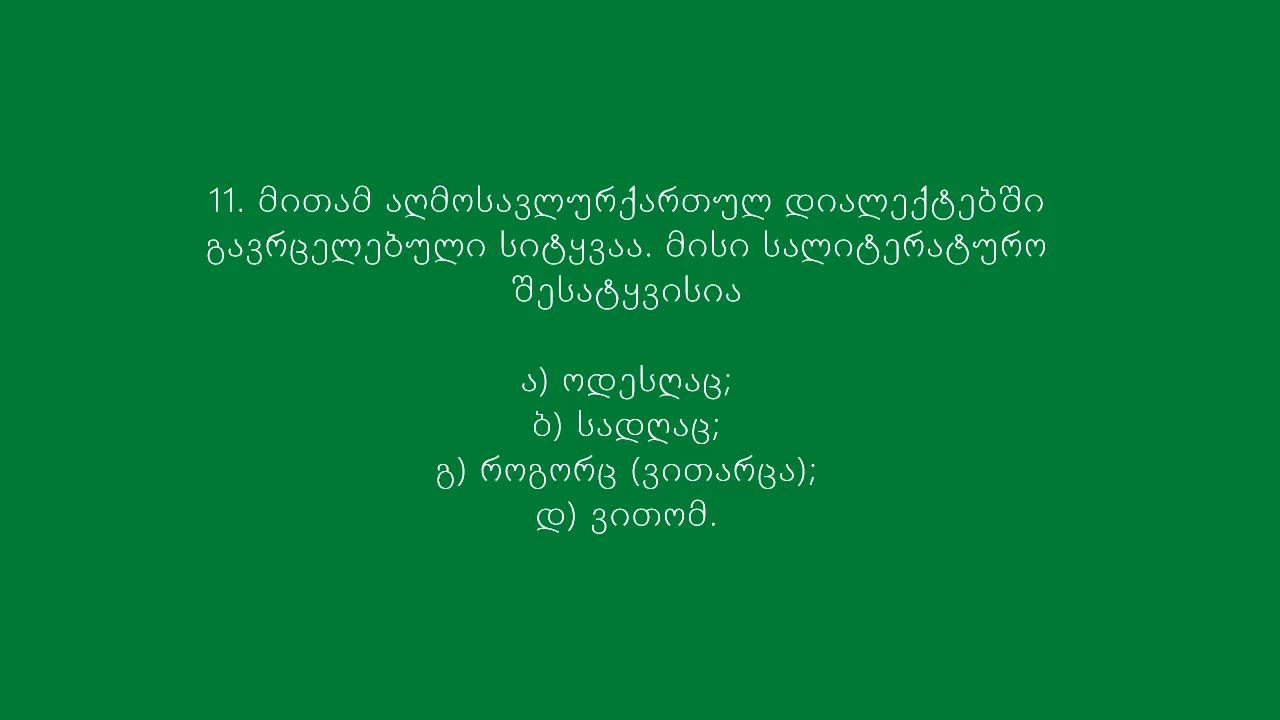 11. მითამ აღმოსავლურქართულ დიალექტებში
გავრცელებული სიტყვაა. მისი სალიტერატურო
შესატყვისია
ა) ოდესღაც;
ბ) სადღაც;
გ) როგორც (ვითარცა);
დ) ვითომ.